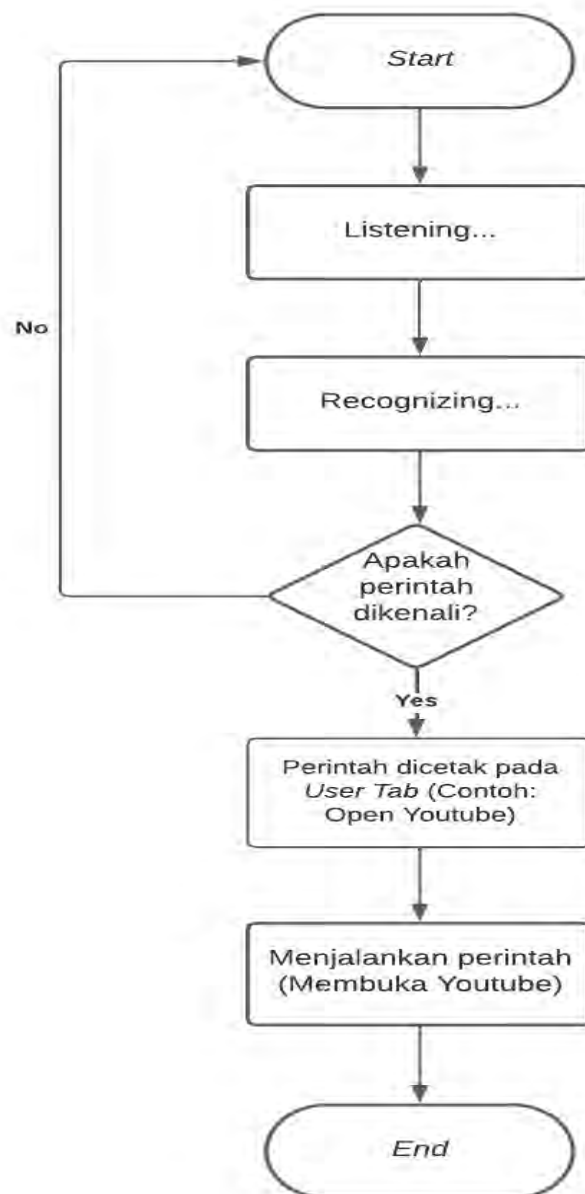 Start
Listening...
Recognizing...
No
Apakah
perintah
dikenali?
Yes
Perintah dicetak pada
User Tab (Contoh:
Open Youtube)
Menjalankan perintah
(Membuka Youtube)
End